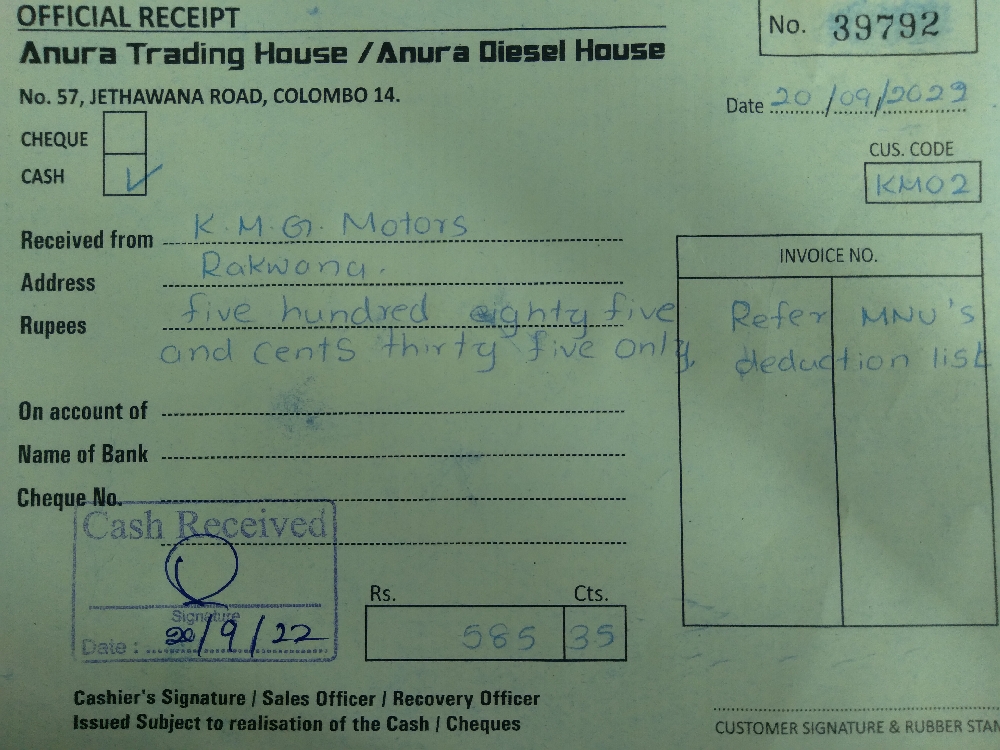 OFFICIAL RECEIPT
No. 39792
Anura Trading House / Anura Diesel House
No. 57, JETHAWANA ROAD, COLOMBO 14.
Date 20/09/2022
CHEQUE
CUS. CODE
CASH ✓
KM02
Received from K.M.G. Motors
Address Rakwana.
INVOICE NO.
Rupees five hundred eighty five
and cents thirty five only.
Refer MNU's
deduction list
On account of
Name of Bank
Cheque No.
Cash Received
Signature
Date : 20/9/22
Rs. Cts.
585 35
Cashier's Signature / Sales Officer / Recovery Officer
Issued Subject to realisation of the Cash / Cheques
CUSTOMER SIGNATURE & RUBBER STAM